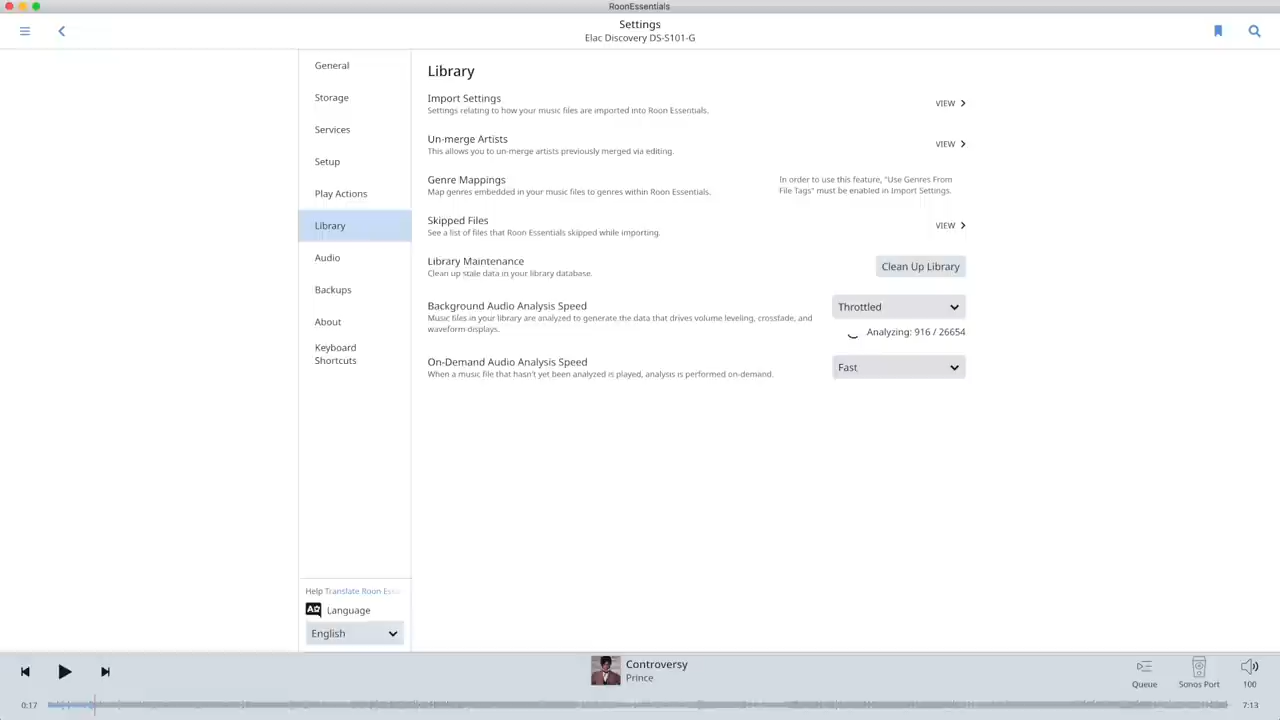 RoonEssentials
Settings
Elac Discovery DS-S101-G
General
Storage
Services
Setup
Play Actions
Library
Audio
Backups
About
Keyboard
Shortcuts
Help Translate Roon
Language
English
Library
Import Settings
Settings relating to how your music files are imported into Roon Essentials.
VIEW
Un-merge Artists
This allows you to un-merge artists previously merged via editing.
VIEW
Genre Mappings
Map genres embedded in your music files to genres within Roon Essentials.
In order to use this feature, "Use Genres From
File Tags" must be enabled in Import Settings.
Skipped Files
See a list of files that Roon Essentials skipped while importing.
VIEW
Library Maintenance
Clean up stale data in your library database.
Clean Up Library
Background Audio Analysis Speed
Music files in your library are analyzed to generate the data that drives volume leveling, crossfade, and
waveform displays.
Throttled
Analyzing: 916 / 26654
On-Demand Audio Analysis Speed
When a music file that hasn't yet been analyzed is played, analysis is performed on-demand.
Fast
Controversy
Prince
Queue
Sonos Port
100
0:17
7:13